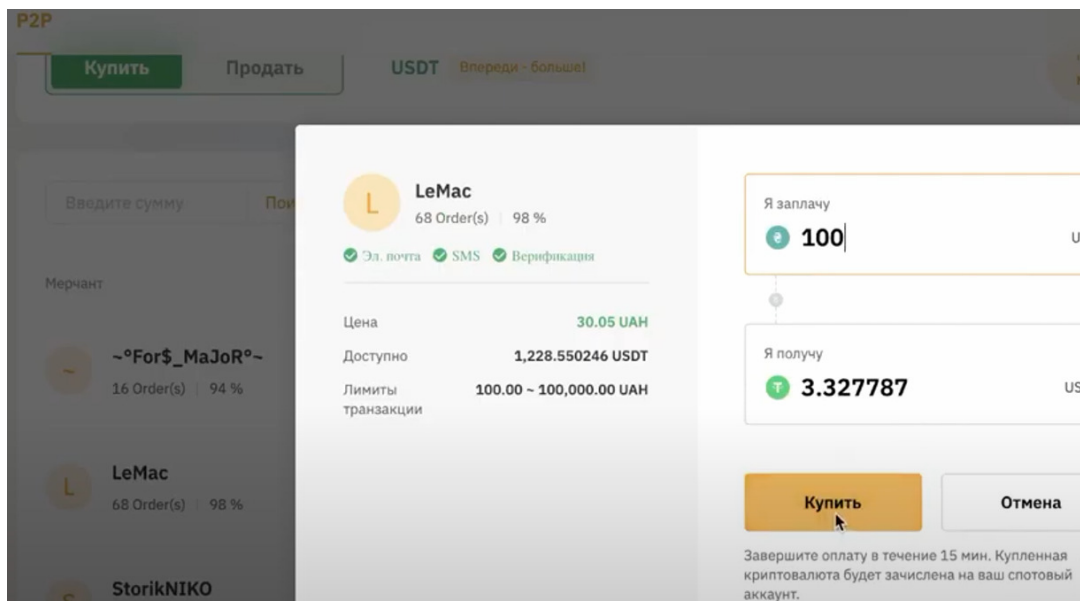 P2P
Купить Продать USDT Впереди - больше!
Введите сумму
Мерчант
~°For$_MaJoR°~
16 Order(s) 94 %
L
LeMac
68 Order(s) 98 %
StorikNIKO
L
LeMac
68 Order(s) 98 %
Эл. почта SMS Верификация
Цена 30.05 UAH
Доступно 1,228.550246 USDT
Лимиты транзакции 100.00 ~ 100,000.00 UAH
Я заплачу
₴ 100
Я получу
3.327787
Купить Отмена
Завершите оплату в течение 15 мин. Купленная
криптовалюта будет зачислена на ваш спотовый
аккаунт.